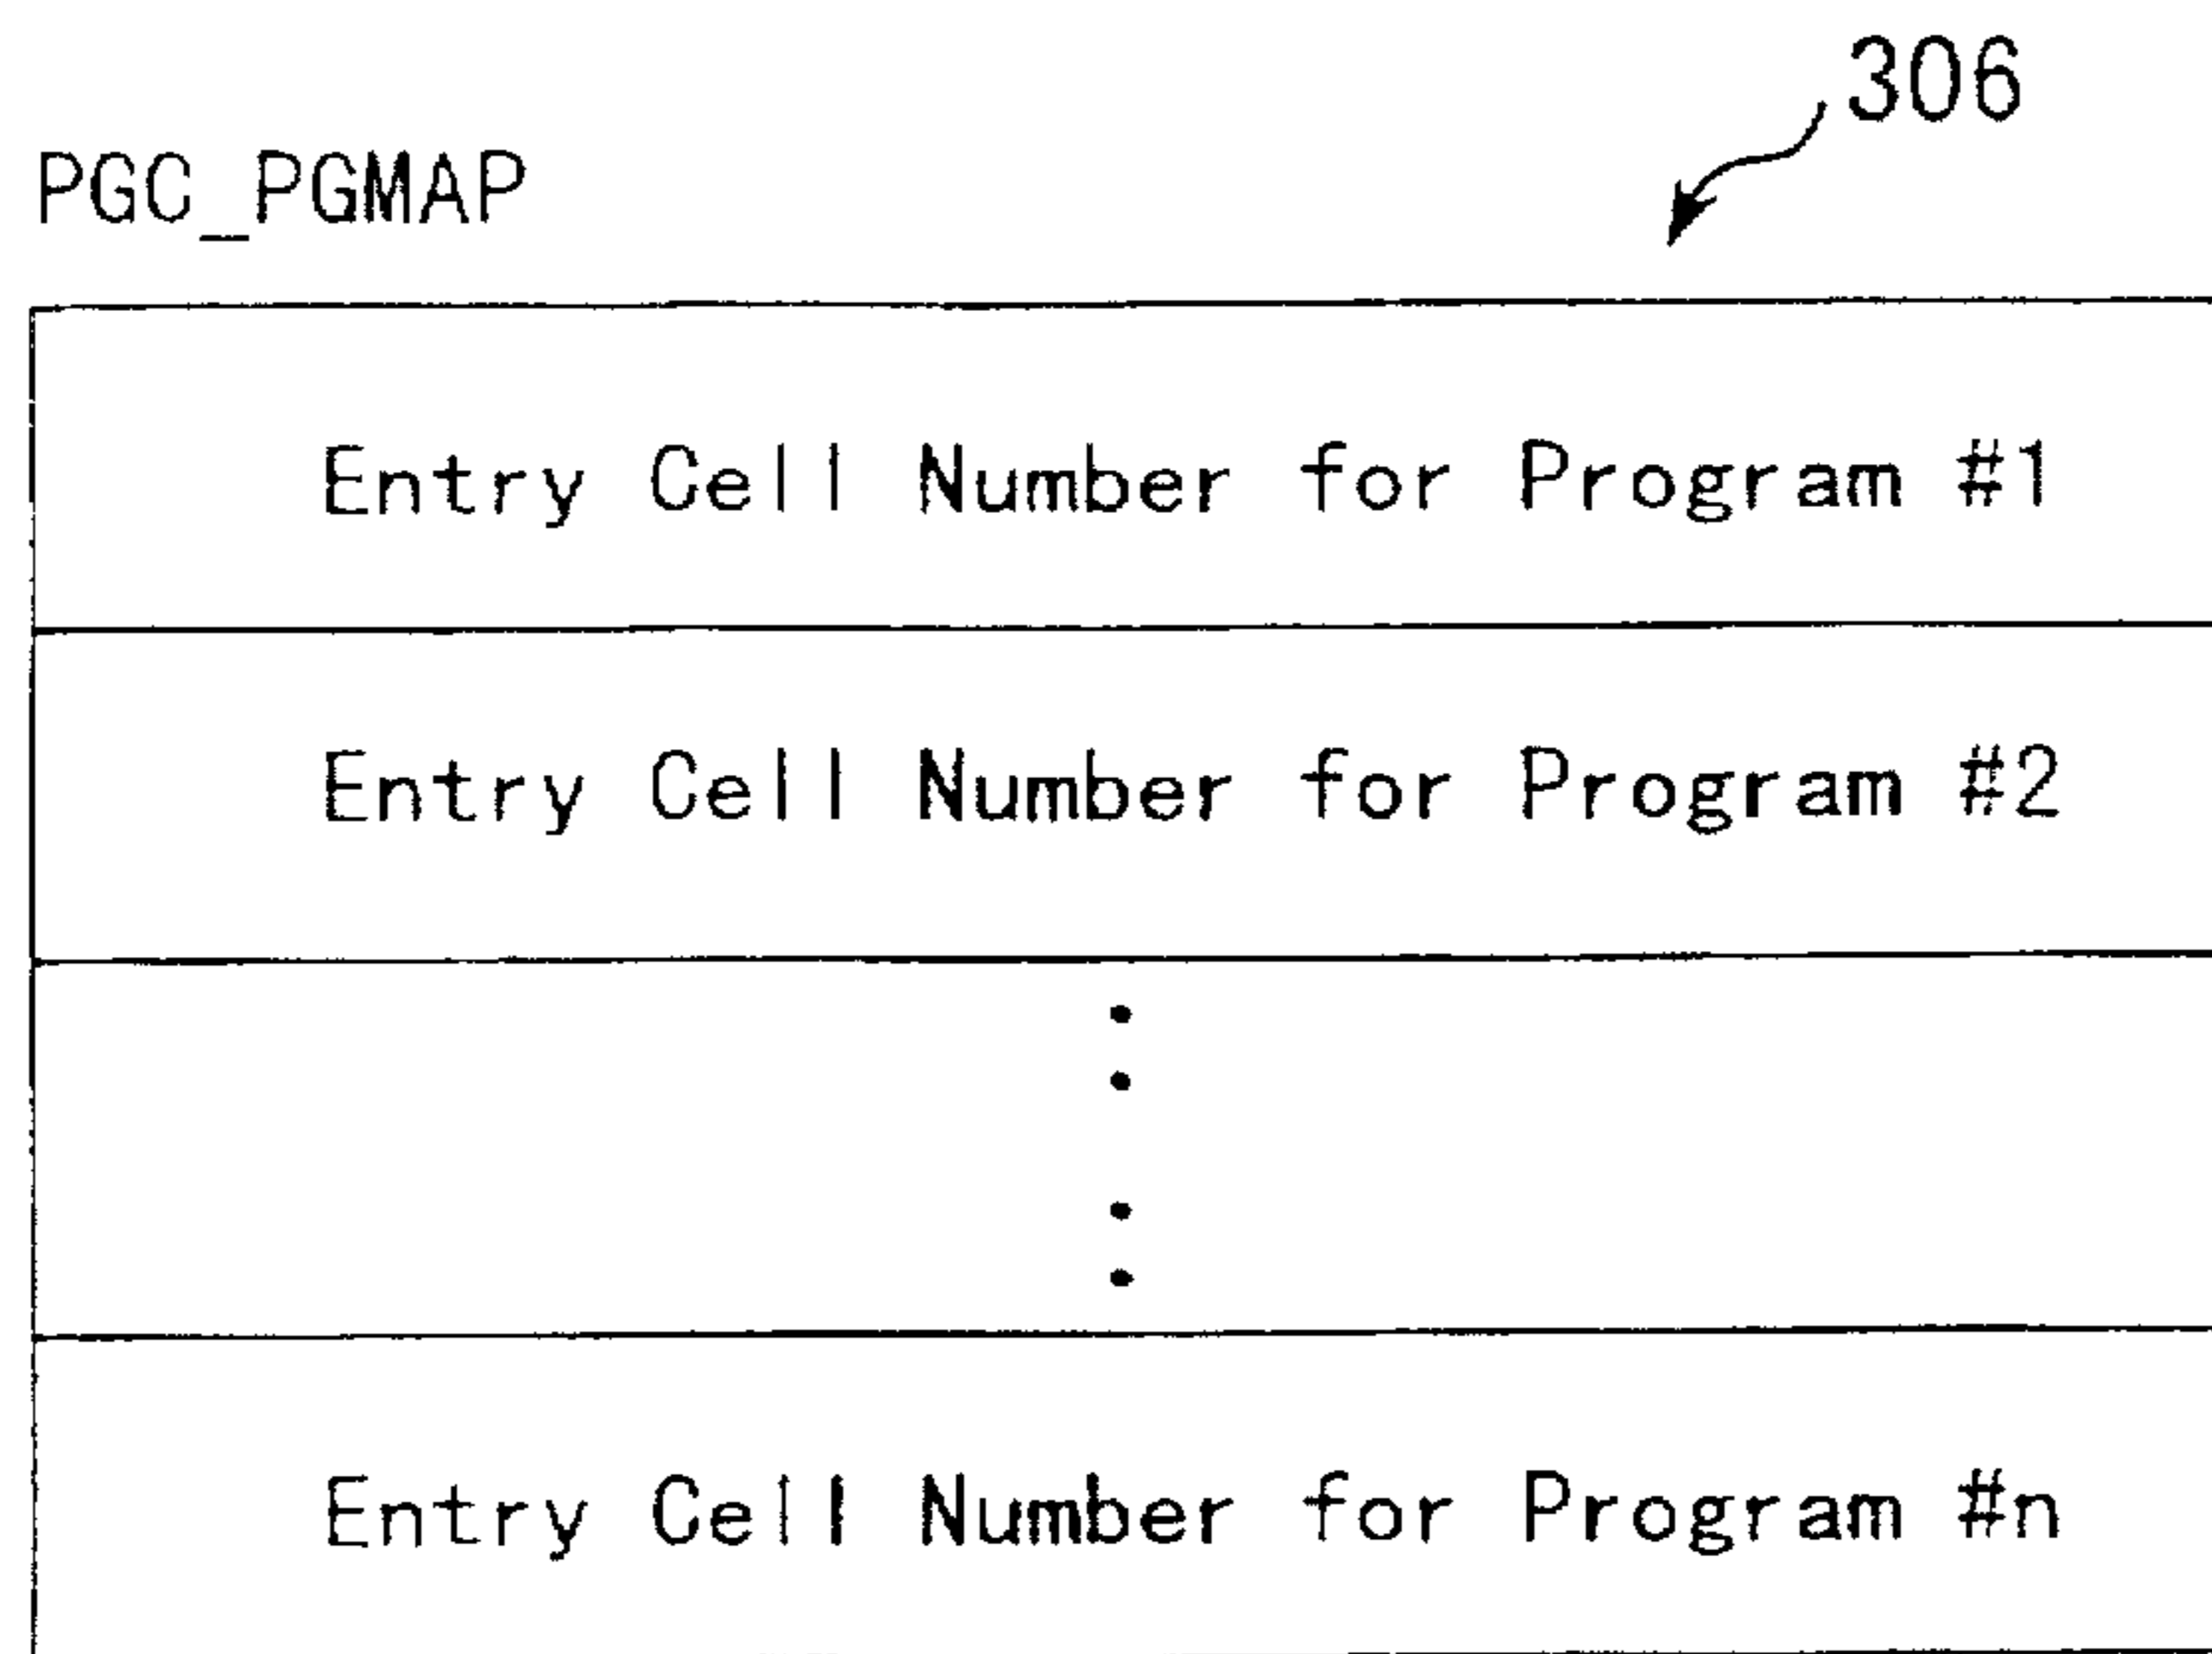 306
PGC_PGMAP
Entry Cell Number for Program #1
Entry Cell Number for Program #2
Entry Cell Number for Program #n